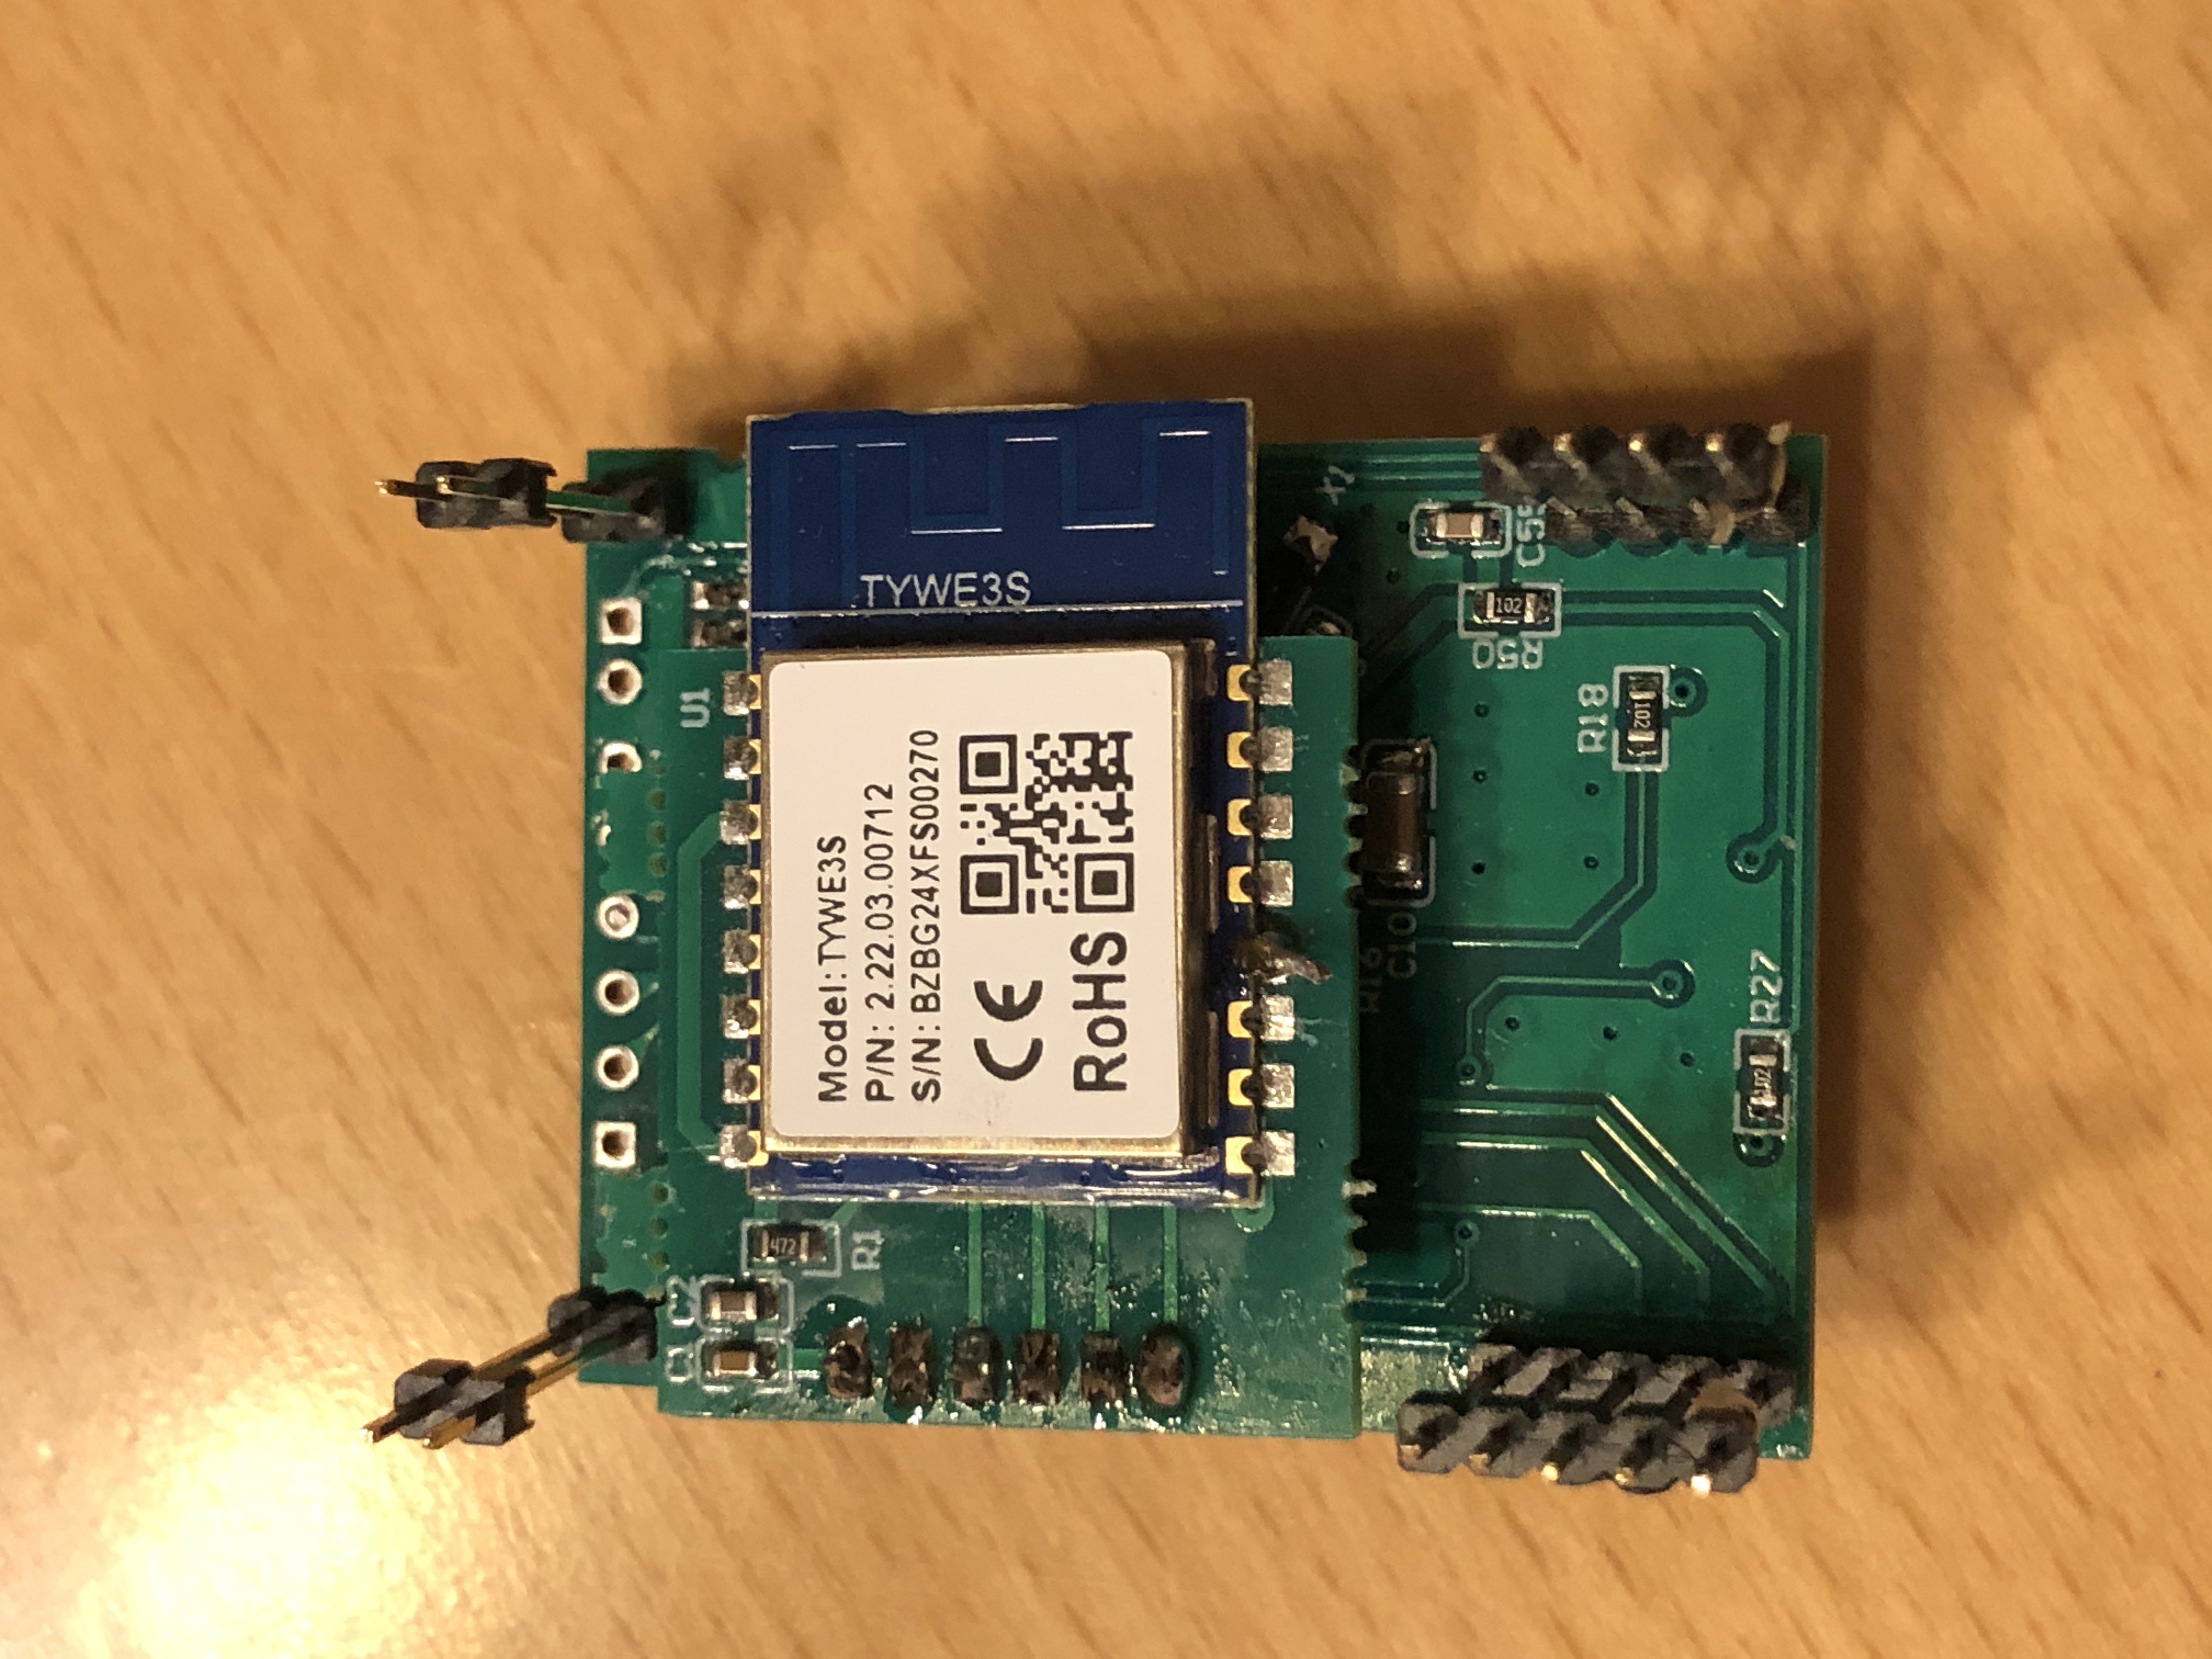 C1 C2
U1
472
R1
Model: TYWE3S
P/N: 2.22.03.00712
S/N: BZBG24XFS00270
CE
RoHS
TYWE3S
X1
R16
C10
R50
102
C55
R18
102
102
R27